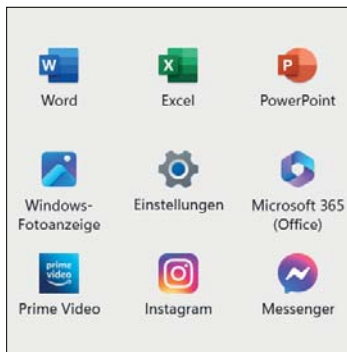 W
X
P
Word
Excel
PowerPoint
Windows-
Fotoanzeige
Einstellungen
Microsoft 365
(Office)
prime
video
Prime Video
Instagram
Messenger